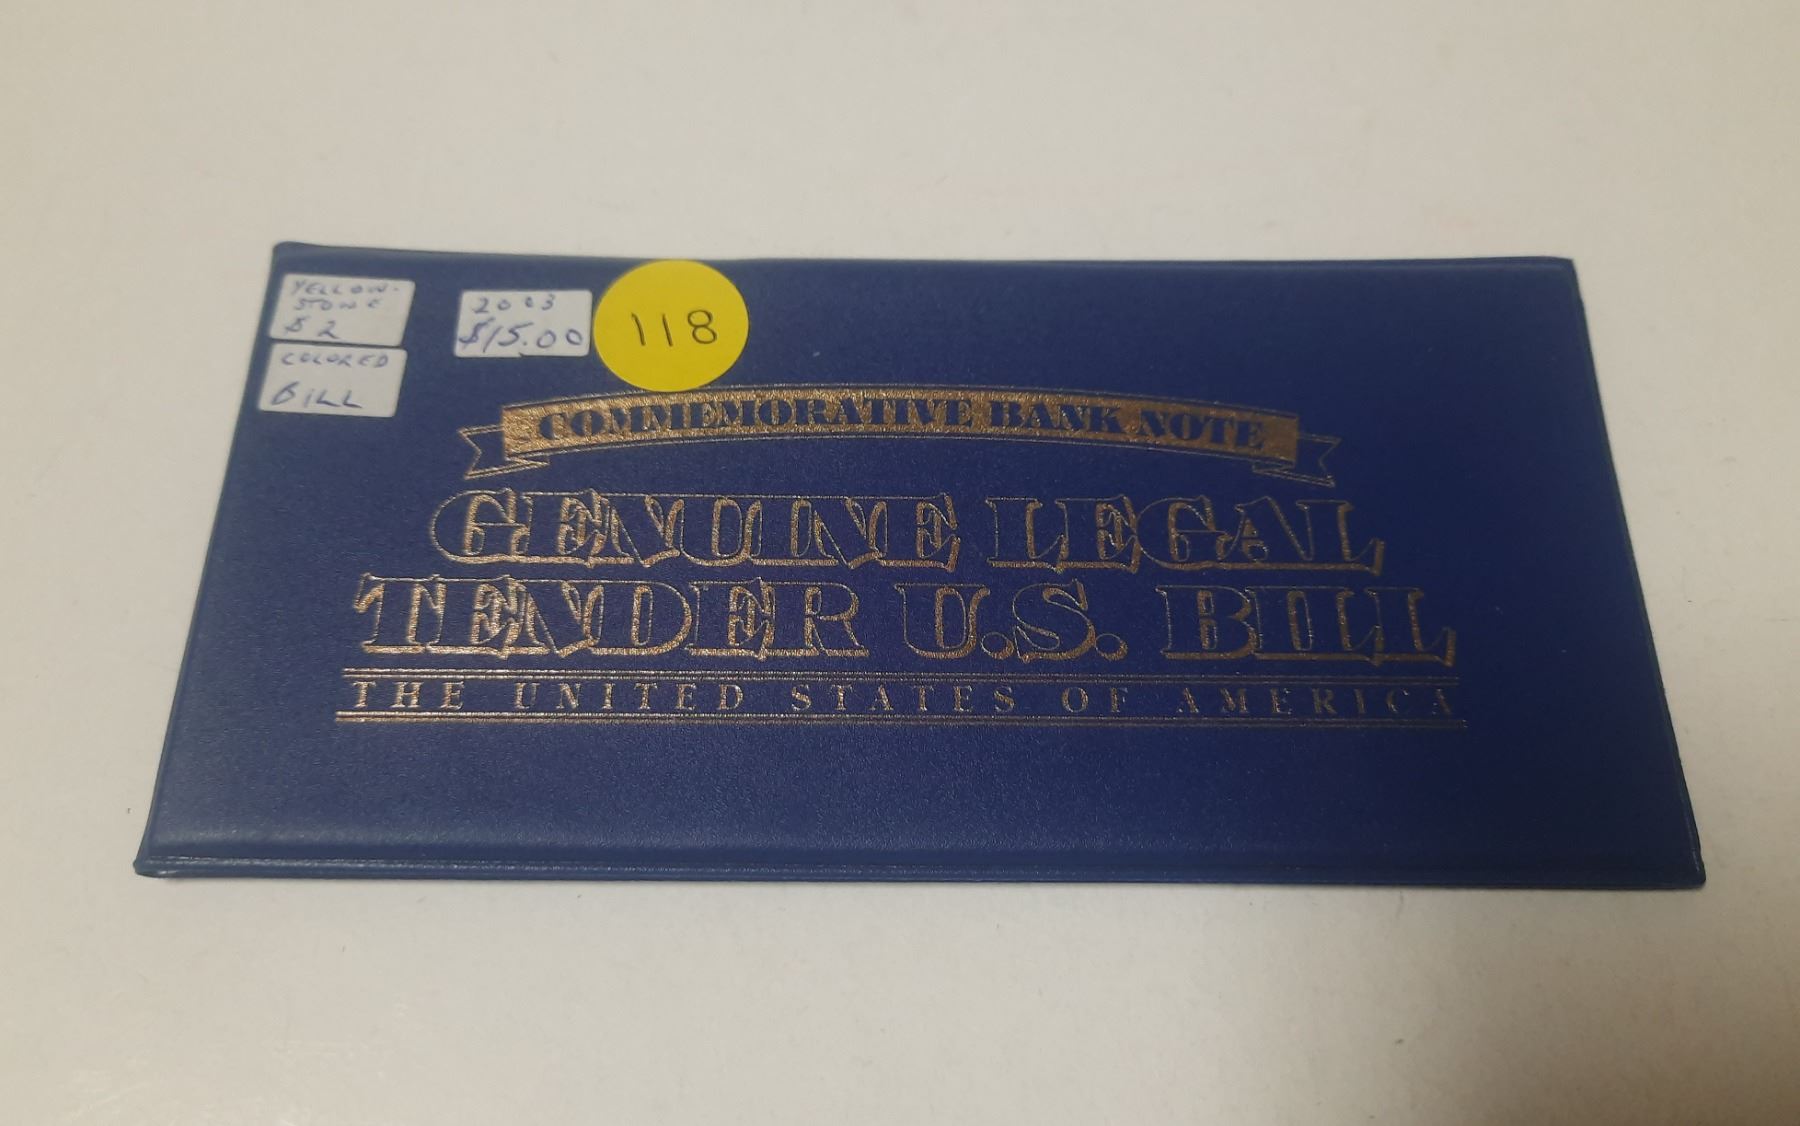 YELLOW-
STONE
$2
COLORED
BILL
2003
$15.00
118
COMMEMORATIVE BANK NOTE
GENUINE LEGAL
TENDER U.S. BILL
THE UNITED STATES OF AMERICA